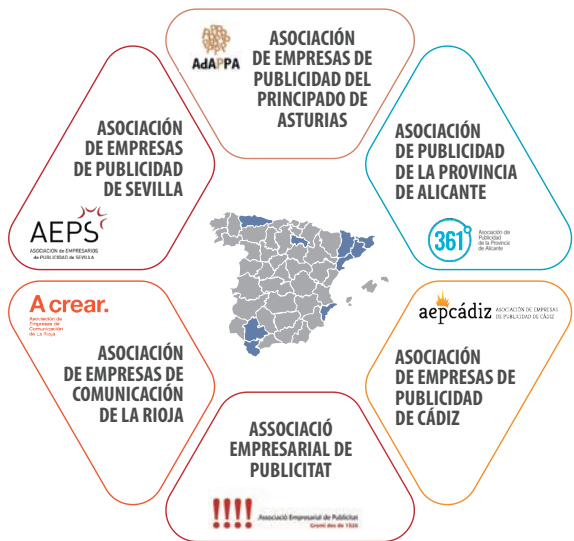 AdAPPA
ASOCIACIÓN
DE EMPRESAS DE
PUBLICIDAD DEL
PRINCIPADO DE
ASTURIAS
ASOCIACIÓN
DE EMPRESAS
DE PUBLICIDAD
DE SEVILLA
AEPS
ASOCIACIÓN de EMPRESARIOS
de PUBLICIDAD DE SEVILLA
ASOCIACIÓN
DE PUBLICIDAD
DE LA PROVINCIA
DE ALICANTE
361°
Asociación de
Publicidad
de la Provincia
de Alicante
A crear.
Asociación de
Empresas de
Comunicación
de La Rioja
ASOCIACIÓN
DE EMPRESAS DE
COMUNICACIÓN
DE LA RIOJA
aepcádiz
ASOCIACIÓN DE EMPRESAS
DE PUBLICIDAD DE CÁDIZ
ASOCIACIÓN
DE EMPRESAS DE
PUBLICIDAD
DE CÁDIZ
ASSOCIACIÓ
EMPRESARIAL DE
PUBLICITAT
!!!!
Associació Empresarial de Publicitat
Gremi des de 1926